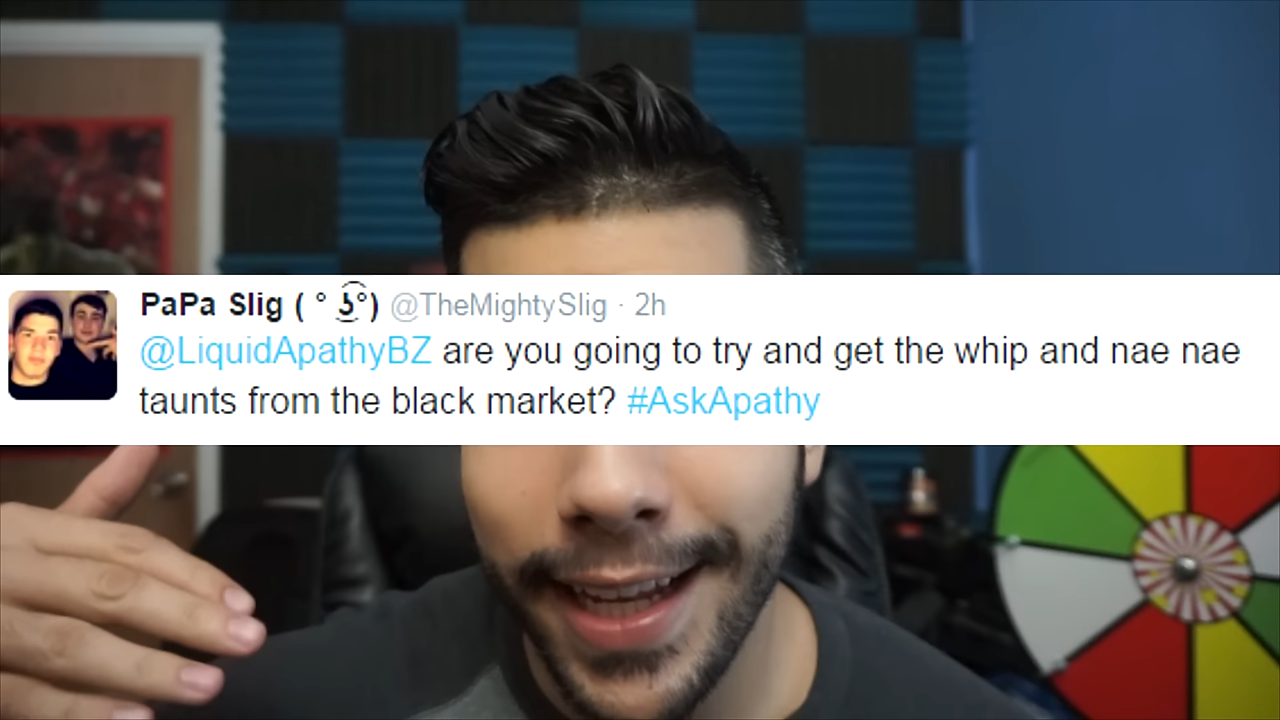 PaPa Slig ( ͡° ͜ʖ ͡°) @TheMightySlig · 2h
@LiquidApathyBZ are you going to try and get the whip and nae nae
taunts from the black market? #AskApathy